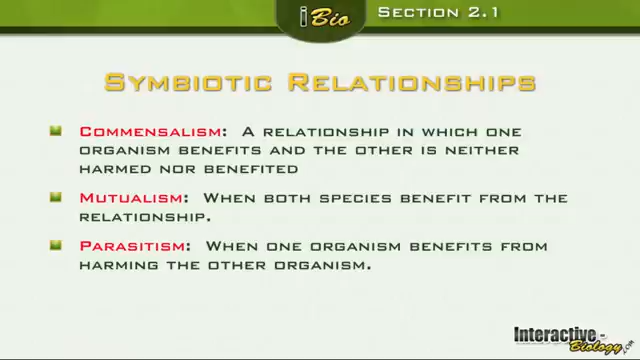 iBio
Section 2.1
Symbiotic Relationships
Commensalism: A relationship in which one
organism benefits and the other is neither
harmed nor benefited
Mutualism: When both species benefit from the
relationship.
Parasitism: When one organism benefits from
harming the other organism.
Interactive-
Biology.com